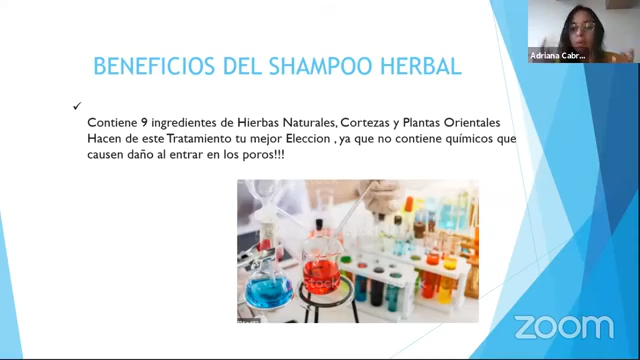 BENEFICIOS DEL SHAMPOO HERBAL
Contiene 9 ingredientes de Hierbas Naturales, Cortezas y Plantas Orientales
Hacen de este Tratamiento tu mejor Eleccion , ya que no contiene químicos que
causen daño al entrar en los poros!!!
Adriana Cabr...
iStock
zoom